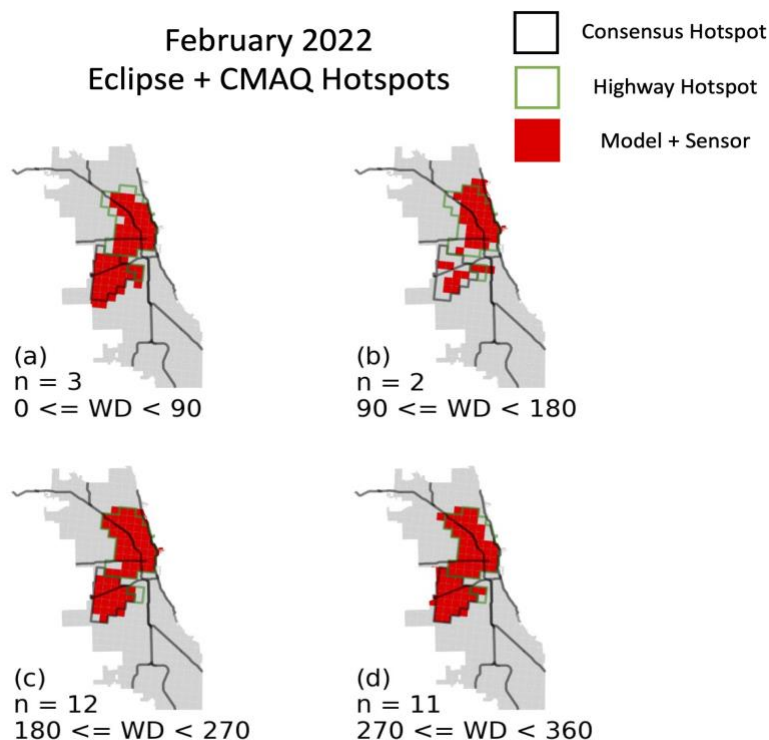 February 2022
Eclipse + CMAQ Hotspots
Consensus Hotspot
Highway Hotspot
Model + Sensor
(a)
n = 3
0 <= WD < 90
(b)
n = 2
90 <= WD < 180
(c)
n = 12
180 <= WD < 270
(d)
n = 11
270 <= WD < 360